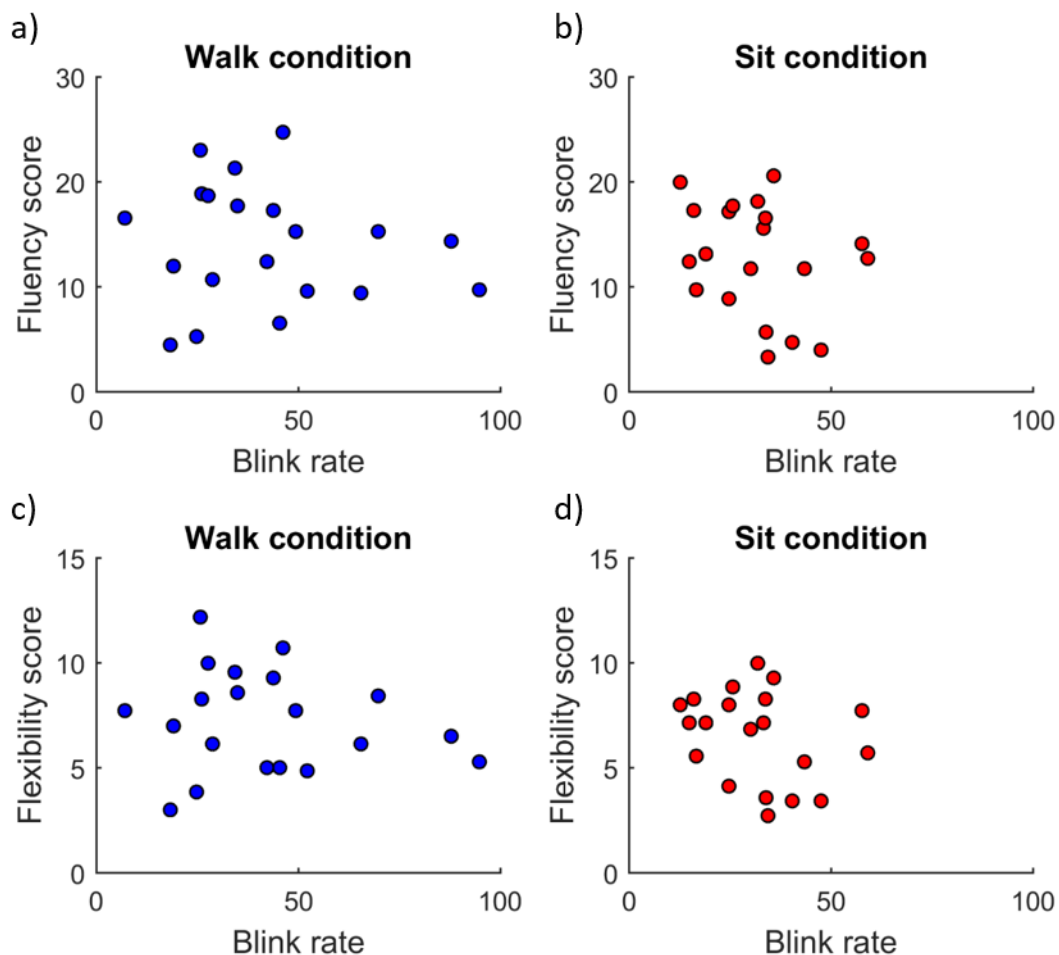 a)
Walk condition
Fluency score
30
20
10
0
0 50 100
Blink rate
b)
Sit condition
Fluency score
30
20
10
0
0 50 100
Blink rate
c)
Walk condition
Flexibility score
15
10
5
0
0 50 100
Blink rate
d)
Sit condition
Flexibility score
15
10
5
0
0 50 100
Blink rate